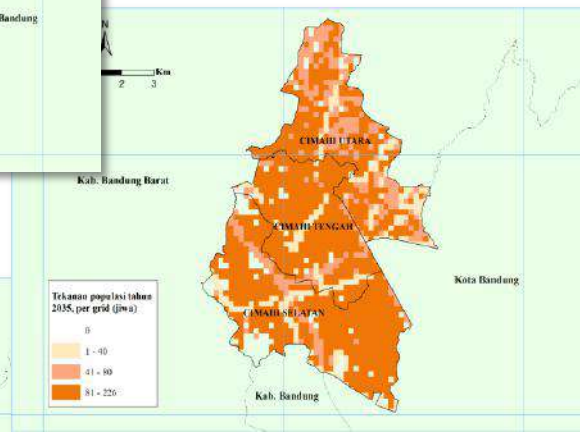 Bandung
N
2 3 Km
CIMAHI UTARA
Kab. Bandung Barat
CIMAHI TENGAH
Kota Bandung
Tekanan populasi tahun
2035, per grid (jiwa)
0
1 - 40
41 - 80
81 - 226
CIMAHI SELATAN
Kab. Bandung